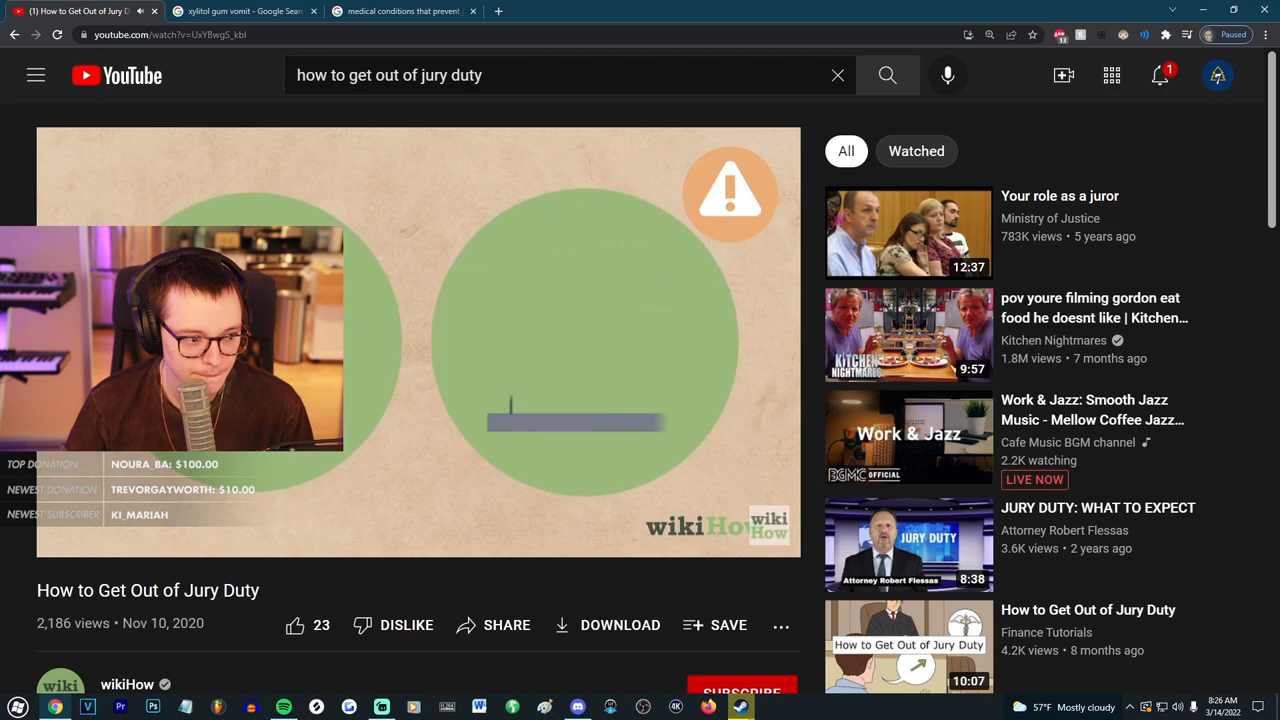 (1) How to Get Out of Jury D
xylitol gum vomit - Google Sear
medical conditions that prevent
youtube.com/watch?v=UxYBwgS_kbI
13
Paused
YouTube
how to get out of jury duty
1
All
Watched
TOP DONATION
NOURA_BA: $100.00
NEWEST DONATION
TREVORGAYWORTH: $10.00
NEWEST SUBSCRIBER
KI_MARIAH
wikiHow
wiki
How
How to Get Out of Jury Duty
2,186 views • Nov 10, 2020
23
DISLIKE
SHARE
DOWNLOAD
SAVE
wiki
wikiHow
SUBSCRIBE
12:37
Your role as a juror
Ministry of Justice
783K views • 5 years ago
KITCHEN
NIGHTMARES
9:57
pov youre filming gordon eat
food he doesnt like | Kitchen...
Kitchen Nightmares
1.8M views • 7 months ago
Work & Jazz
BGMC OFFICIAL
Work & Jazz: Smooth Jazz
Music - Mellow Coffee Jazz...
Cafe Music BGM channel
2.2K watching
LIVE NOW
JURY DUTY
Attorney Robert Flessas
8:38
JURY DUTY: WHAT TO EXPECT
Attorney Robert Flessas
3.6K views • 2 years ago
How to Get Out of Jury Duty
10:07
How to Get Out of Jury Duty
Finance Tutorials
4.2K views • 8 months ago
57°F Mostly cloudy
8:26 AM
3/14/2022